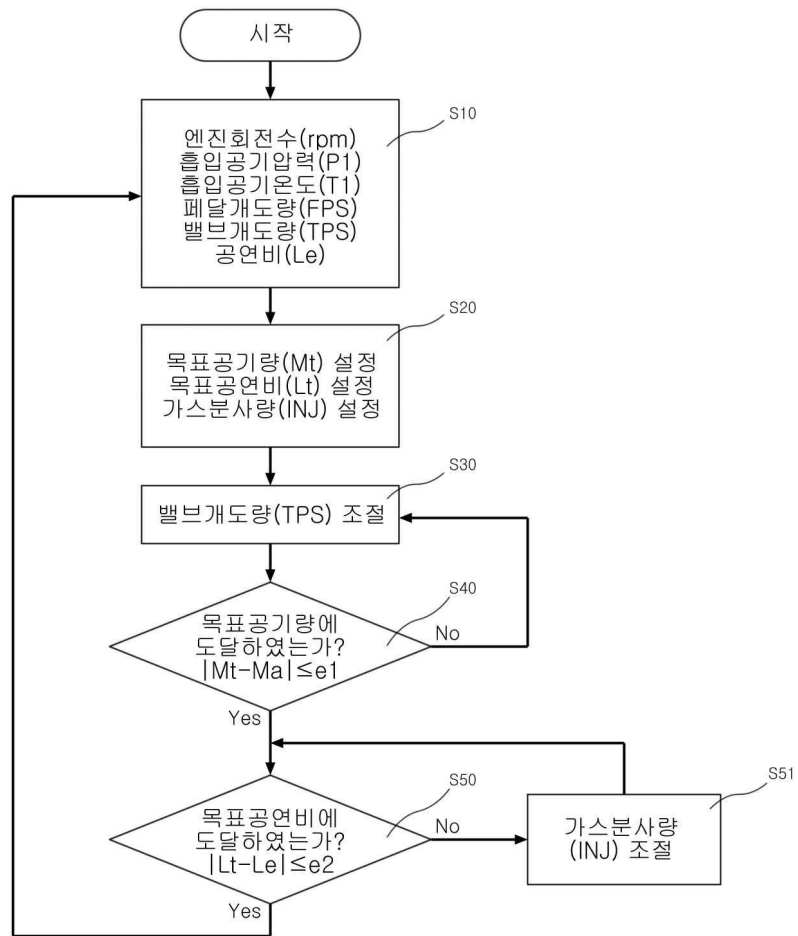 시작
S10
엔진회전수(rpm)
흡입공기압력(P1)
흡입공기온도(T1)
페달개도량(FPS)
밸브개도량(TPS)
공연비(Le)
S20
목표공기량(Mt) 설정
목표공연비(Lt) 설정
가스분사량(INJ) 설정
S30
밸브개도량(TPS) 조절
S40
목표공기량에
도달하였는가?
|Mt-Ma|≤e1
No
Yes
S50
목표공연비에
도달하였는가?
|Lt-Le|≤e2
No
Yes
S51
가스분사량
(INJ) 조절